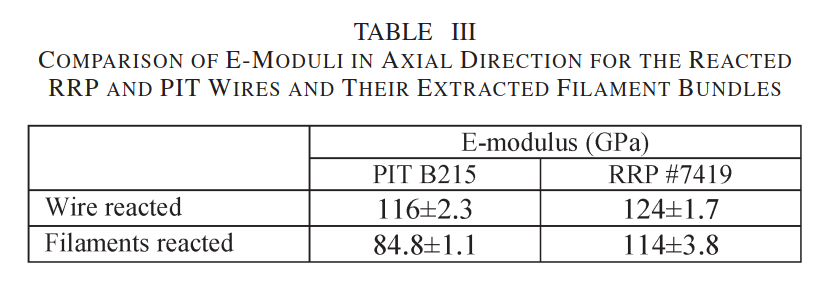 TABLE III
COMPARISON OF E-MODULI IN AXIAL DIRECTION FOR THE REACTED
RRP AND PIT WIRES AND THEIR EXTRACTED FILAMENT BUNDLES
E-modulus (GPa)
PIT B215 RRP #7419
Wire reacted 116±2.3 124±1.7
Filaments reacted 84.8±1.1 114±3.8